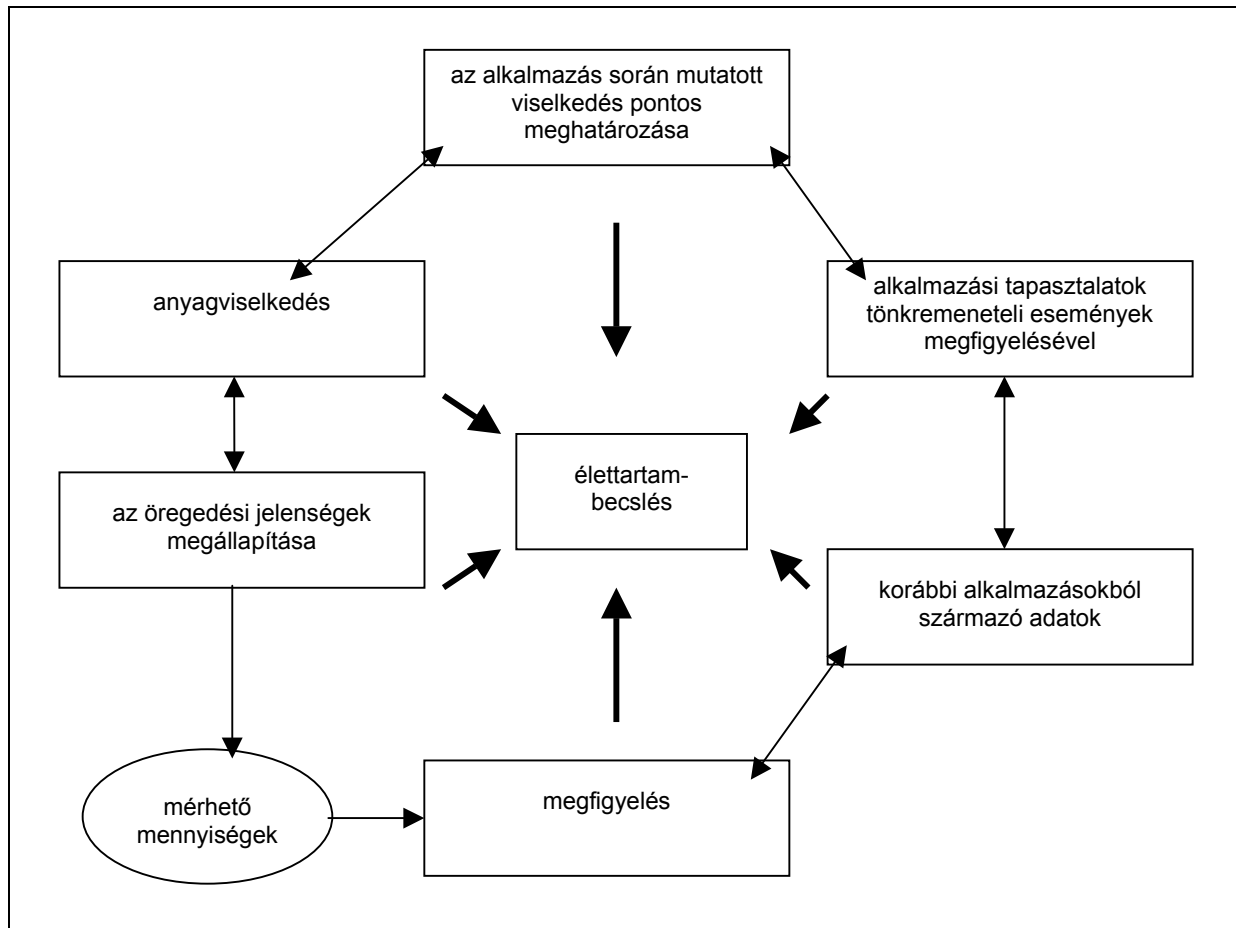 az alkalmazás során mutatott
viselkedés pontos
meghatározása
anyagviselkedés
alkalmazási tapasztalatok
tönkremeneteli események
megfigyelésével
élettartam-
becslés
az öregedési jelenségek
megállapítása
korábbi alkalmazásokból
származó adatok
mérhető
mennyiségek
megfigyelés